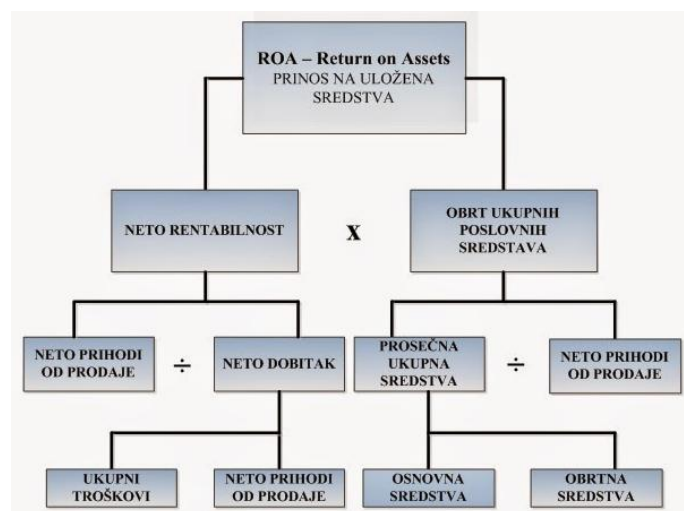 ROA – Return on Assets
PRINOS NA ULOŽENA
SREDSTVA
NETO RENTABILNOST
x
OBRT UKUPNIH
POSLOVNIH
SREDSTAVA
NETO PRIHODI
OD PRODAJE
÷
NETO DOBITAK
PROSEČNA
UKUPNA
SREDSTVA
÷
NETO PRIHODI
OD PRODAJE
UKUPNI
TROŠKOVI
NETO PRIHODI
OD PRODAJE
OSNOVNA
SREDSTVA
OBRTNA
SREDSTVA